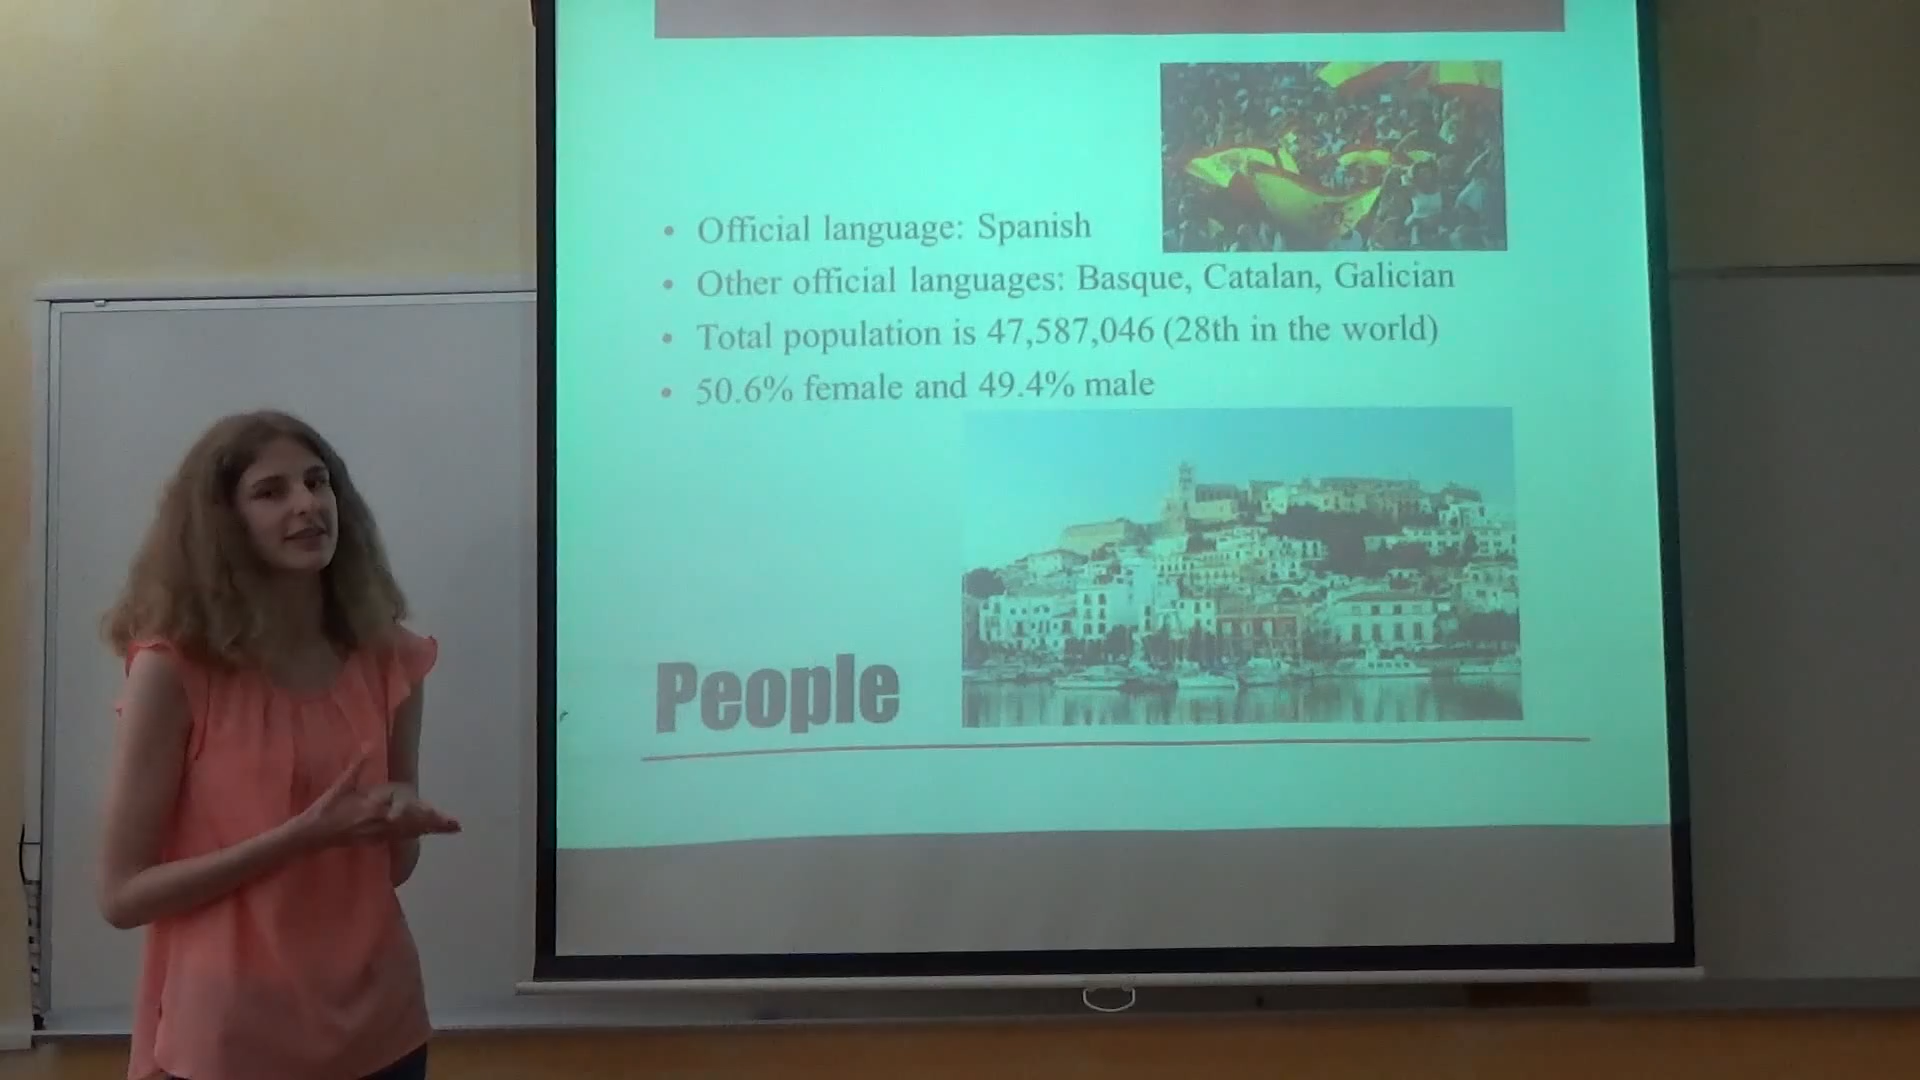 • Official language: Spanish
• Other official languages: Basque, Catalan, Galician
• Total population is 47,587,046 (28th in the world)
• 50.6% female and 49.4% male
People